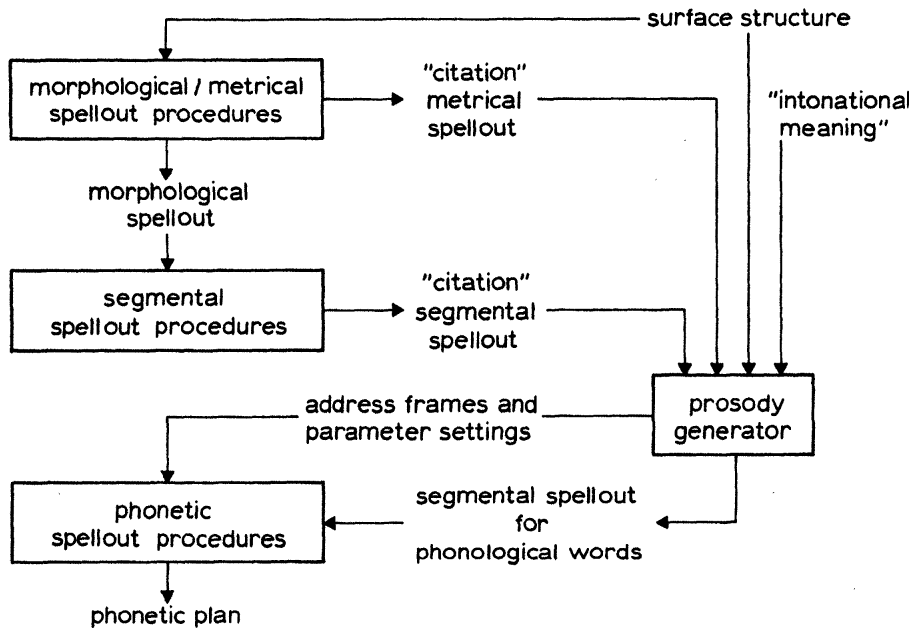 surface structure
morphological / metrical
spellout procedures
"citation"
metrical
spellout
"intonational
meaning"
morphological
spellout
segmental
spellout procedures
"citation"
segmental
spellout
address frames and
parameter settings
prosody
generator
phonetic
spellout procedures
segmental spellout
for
phonological words
phonetic plan